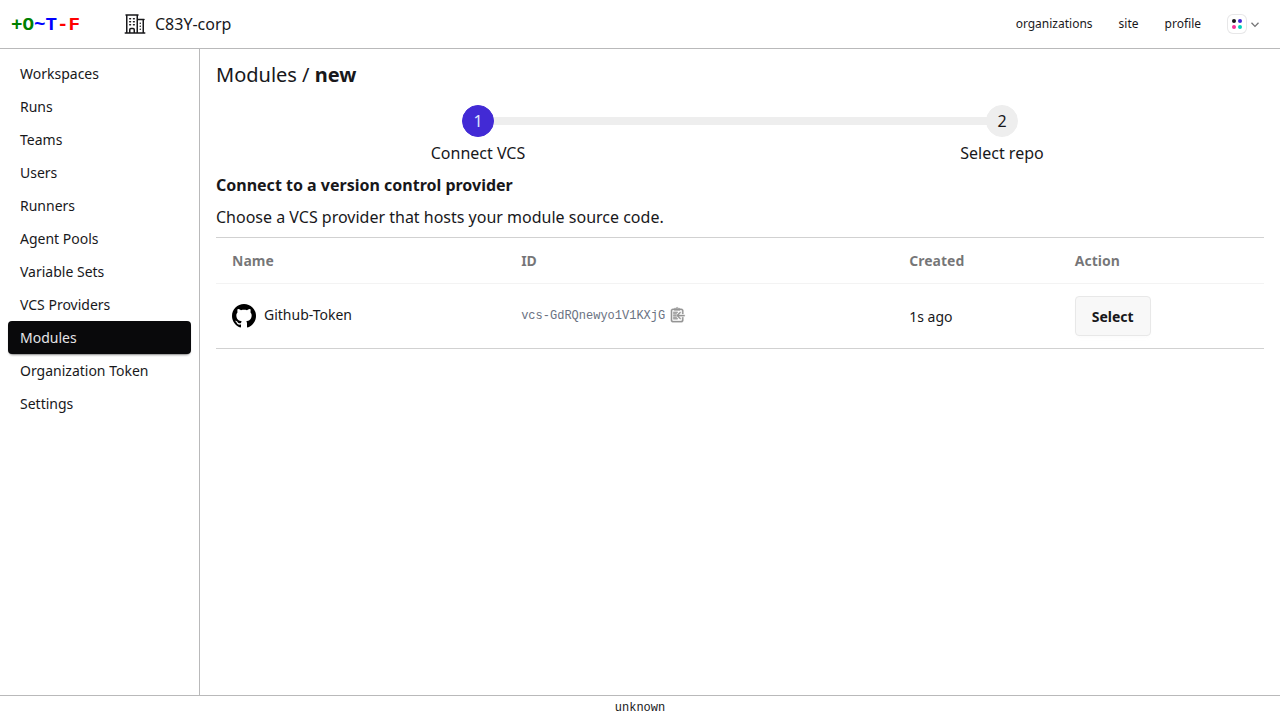 +O~T-F
C83Y-corp
organizations site profile
Workspaces
Runs
Teams
Users
Runners
Agent Pools
Variable Sets
VCS Providers
Modules
Organization Token
Settings
Modules / new
1 2
Connect VCS Select repo
Connect to a version control provider
Choose a VCS provider that hosts your module source code.
Name ID Created Action
Github-Token vcs-GdRQnewyo1V1KXjG 1s ago Select
unknown